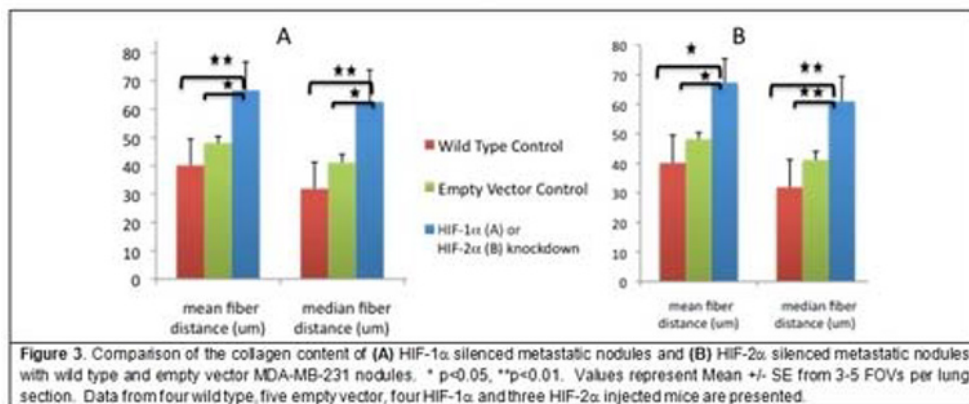 A
80
70
60
50
40
30
20
10
0
★★
★
★★
★
mean fiber
distance (um)
median fiber
distance (um)
Wild Type Control
Empty Vector Control
HIF-1α (A) or
HIF-2α (B) knockdown
B
80
70
60
50
40
30
20
10
0
★
★
★★
★★
mean fiber
distance (um)
median fiber
distance (um)
Figure 3. Comparison of the collagen content of (A) HIF-1α silenced metastatic nodules and (B) HIF-2α silenced metastatic nodules
with wild type and empty vector MDA-MB-231 nodules. * p<0.05, **p<0.01. Values represent Mean +/- SE from 3-5 FOVs per lung
section. Data from four wild type, five empty vector, four HIF-1α and three HIF-2α injected mice are presented.